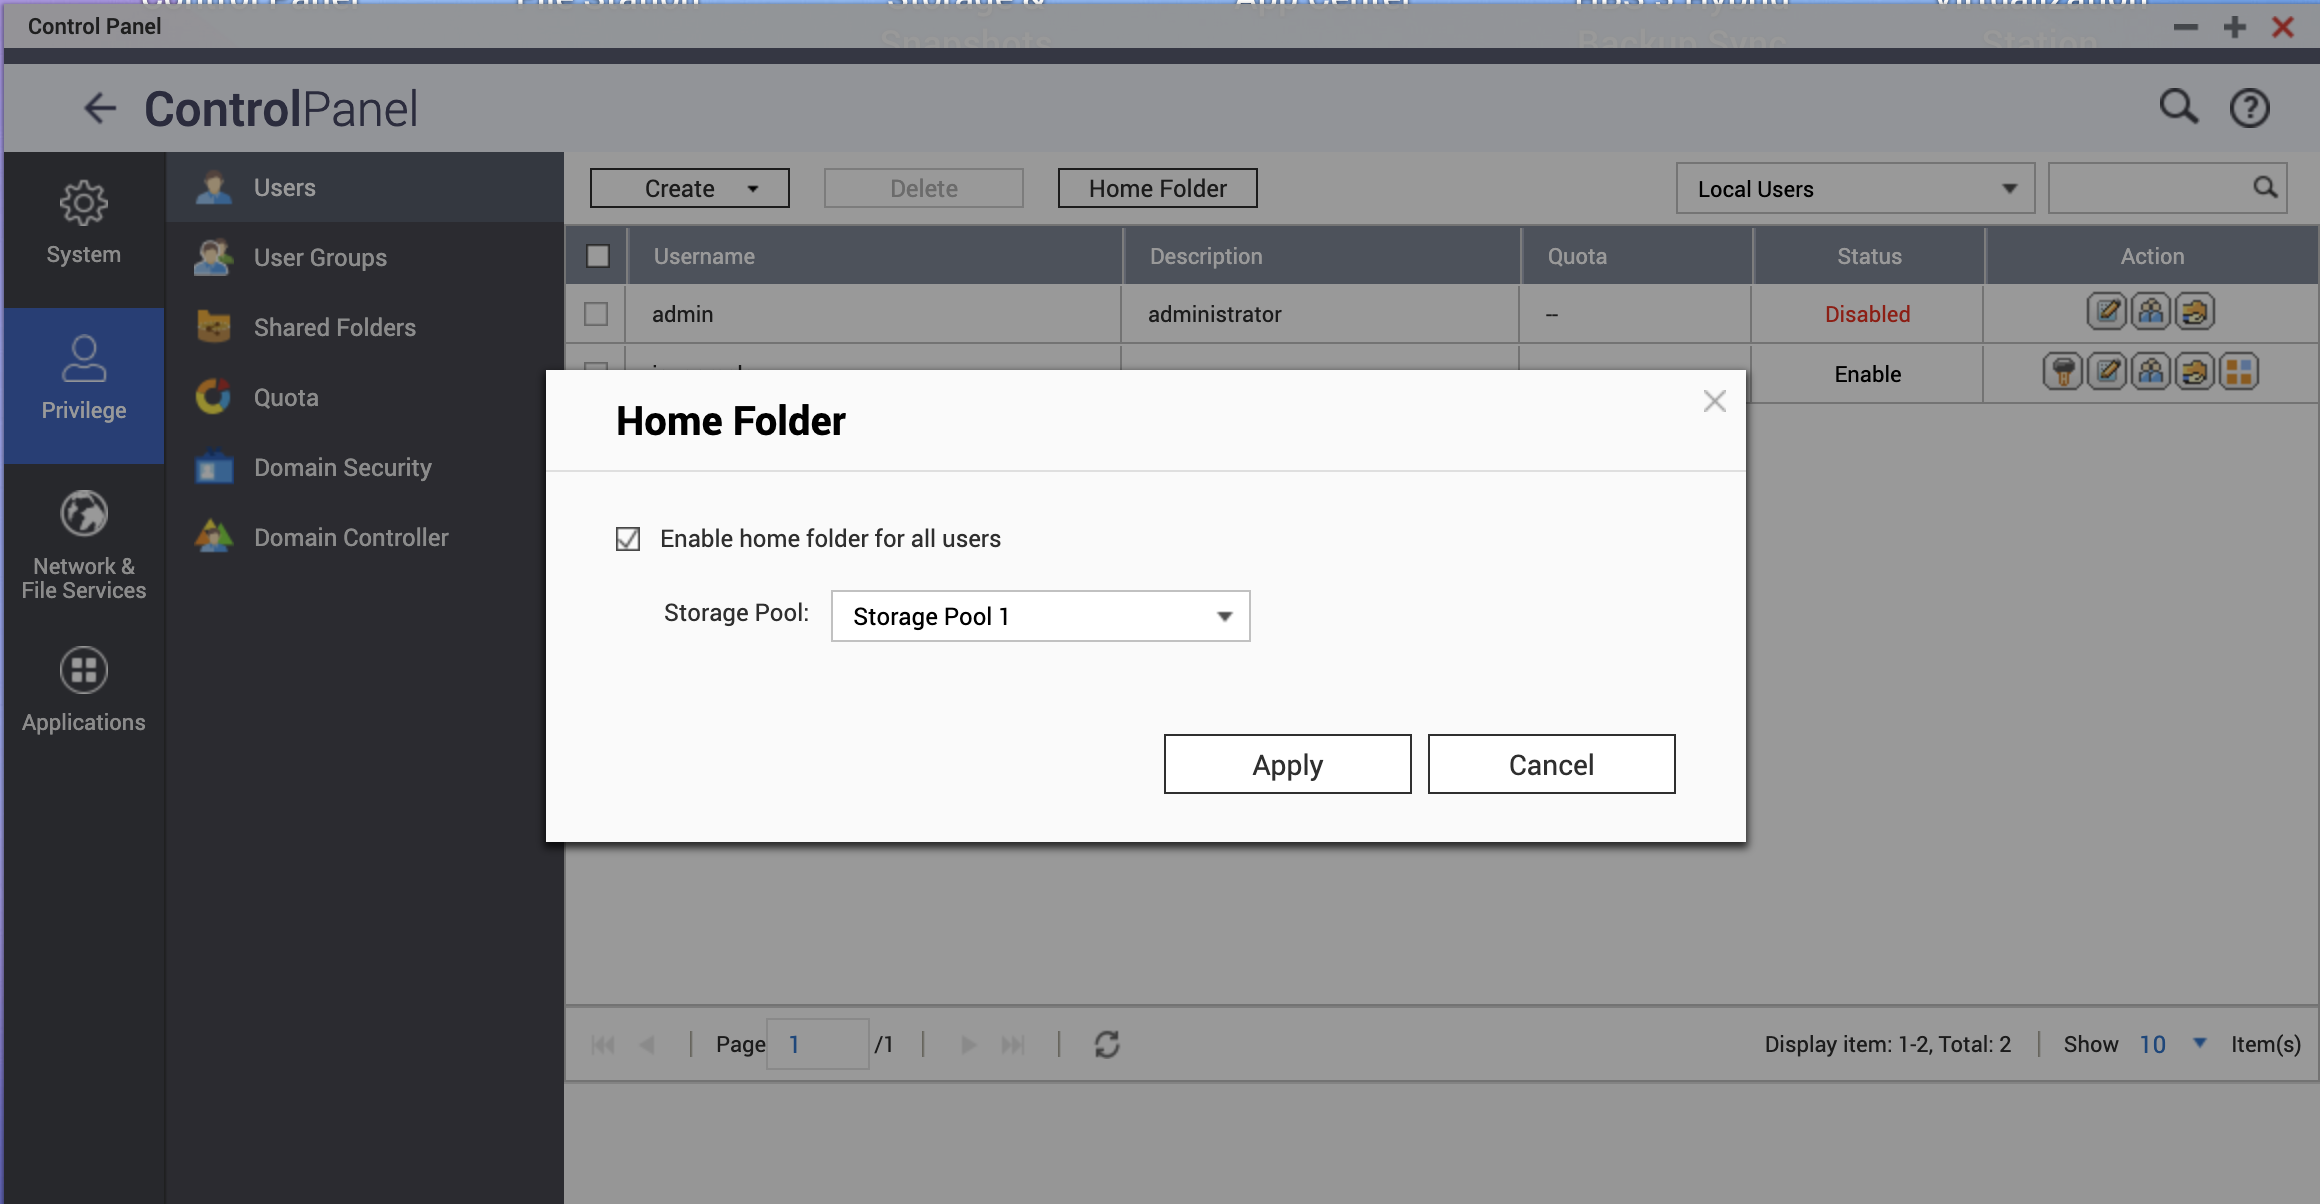 Control Panel
ControlPanel
System
Privilege
Network &
File Services
Applications
Users
User Groups
Shared Folders
Quota
Domain Security
Domain Controller
Create
Delete
Home Folder
Local Users
Username
Description
Quota
Status
Action
admin
administrator
--
Disabled
Enable
Home Folder
Enable home folder for all users
Storage Pool:
Storage Pool 1
Apply
Cancel
Page 1 /1
Display item: 1-2, Total: 2
Show 10 Item(s)